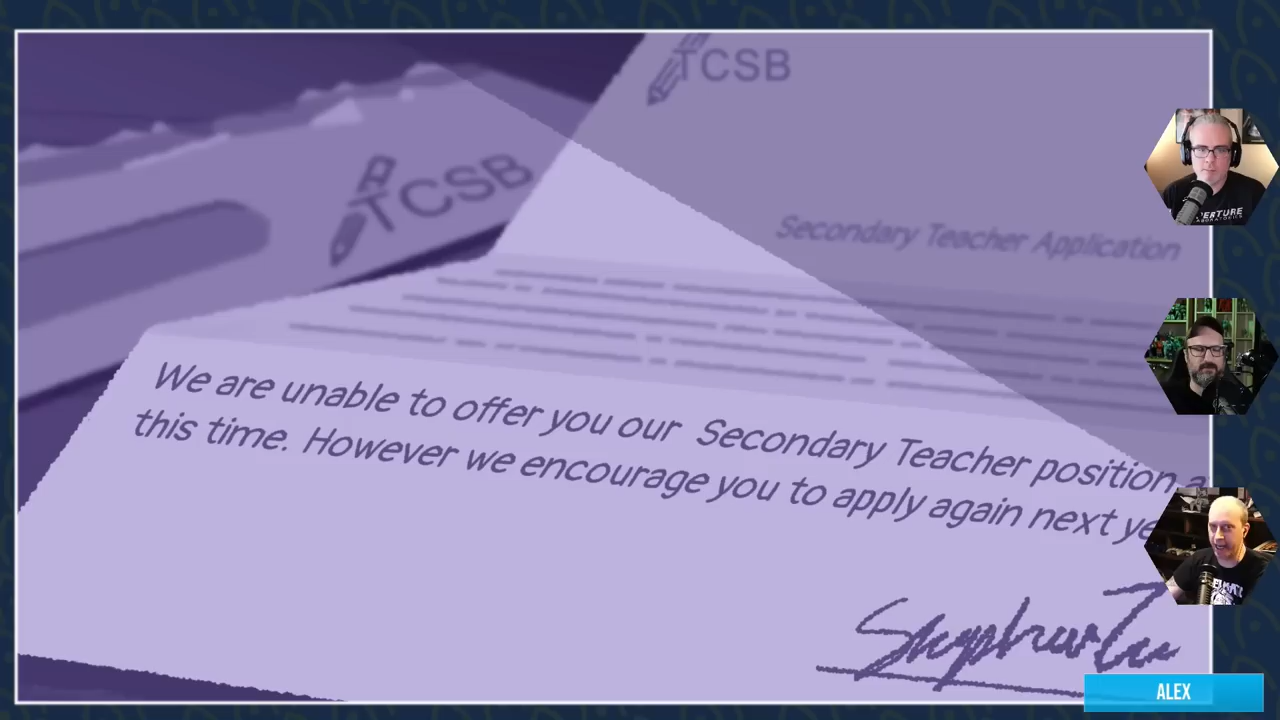 TCSB
TCSB
Secondary Teacher Application
We are unable to offer you our Secondary Teacher position a
this time. However we encourage you to apply again next ye
ALEX